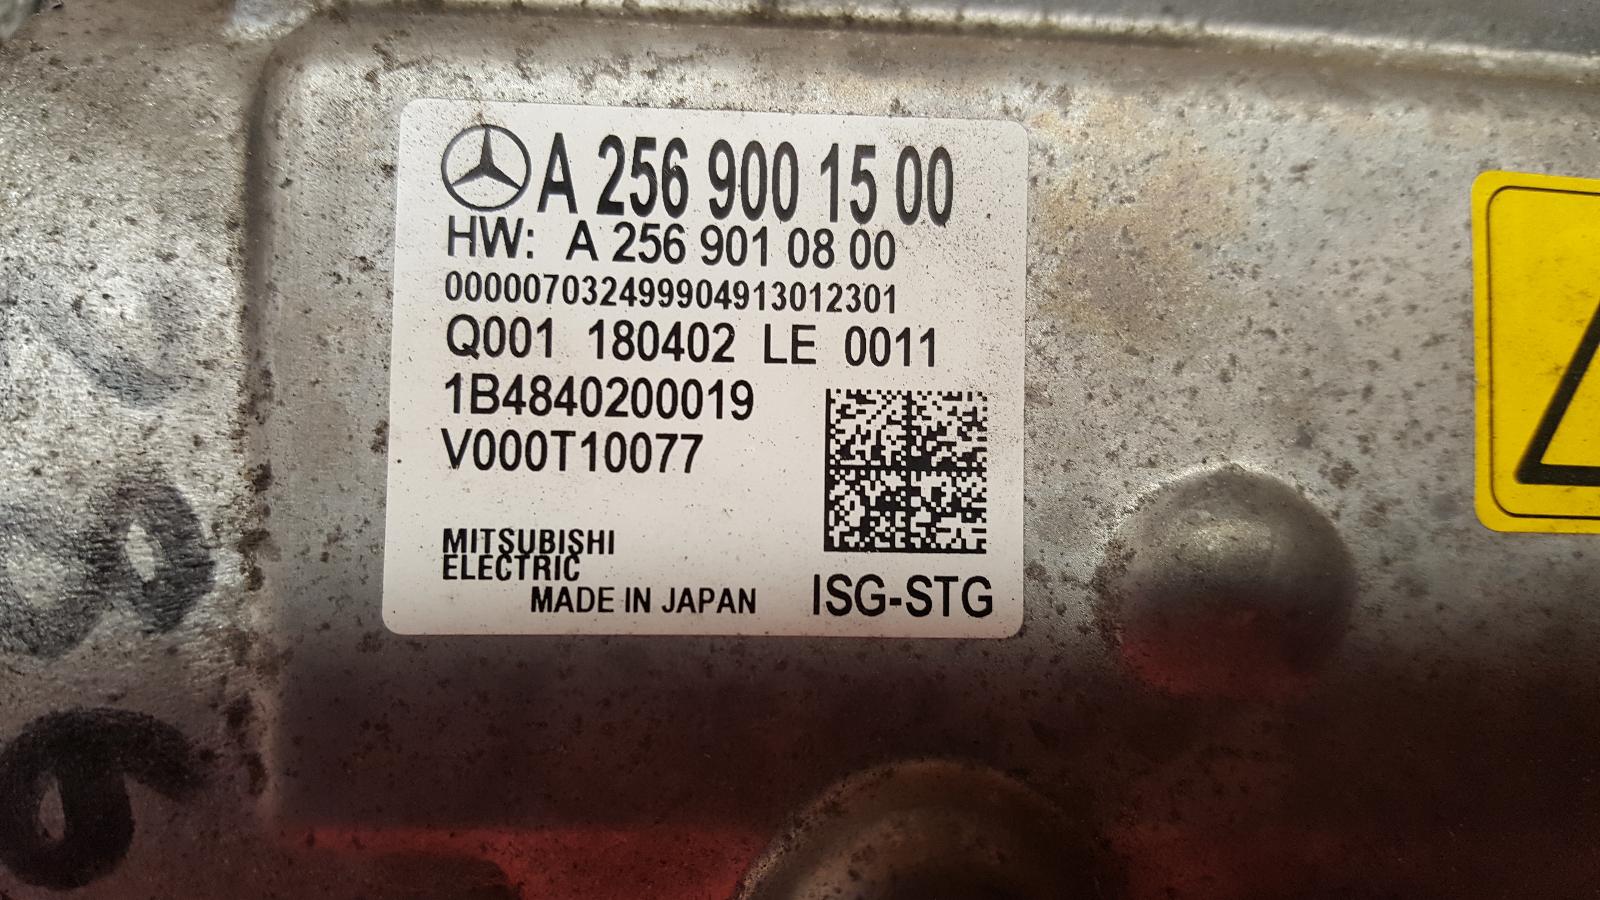 A 256 900 15 00
HW: A 256 901 08 00
000007032499904913012301
Q001 180402 LE 0011
1B4840200019
V000T10077
MITSUBISHI
ELECTRIC
MADE IN JAPAN
ISG-STG